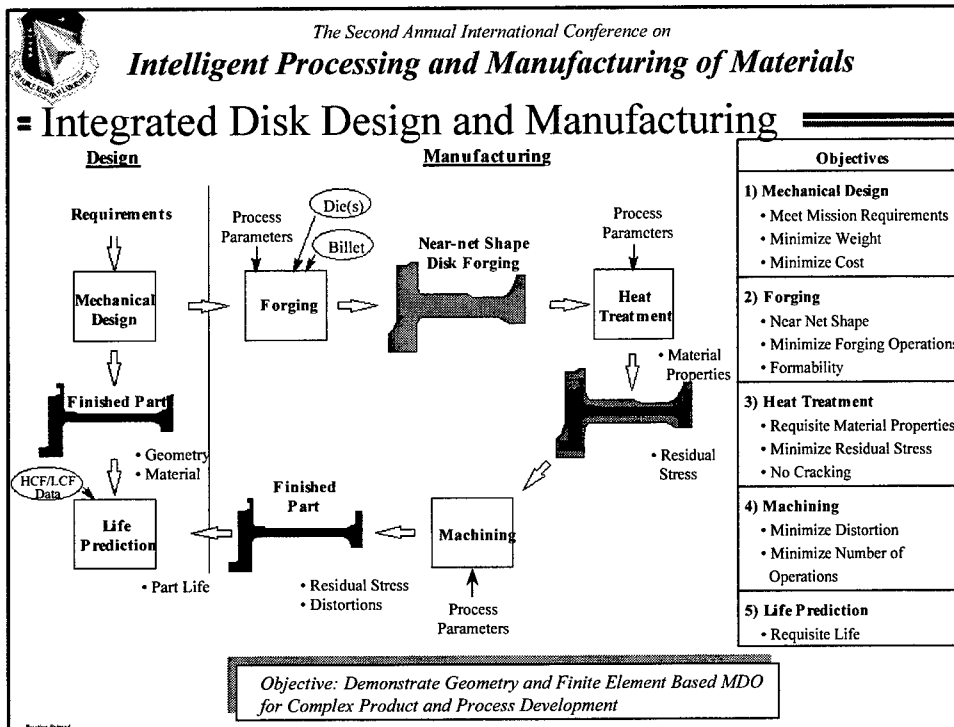 The Second Annual International Conference on
Intelligent Processing and Manufacturing of Materials
Integrated Disk Design and Manufacturing
Design
Manufacturing
Requirements
Mechanical
Design
Finished Part
• Geometry
• Material
HCF/LCF
Data
Life
Prediction
• Part Life
Process
Parameters
Die(s)
Billet
Forging
Near-net Shape
Disk Forging
Process
Parameters
Heat
Treatment
• Material
Properties
• Residual
Stress
Machining
Process
Parameters
Finished
Part
• Residual Stress
• Distortions
Objectives
1) Mechanical Design
• Meet Mission Requirements
• Minimize Weight
• Minimize Cost
2) Forging
• Near Net Shape
• Minimize Forging Operations
• Formability
3) Heat Treatment
• Requisite Material Properties
• Minimize Residual Stress
• No Cracking
4) Machining
• Minimize Distortion
• Minimize Number of
Operations
5) Life Prediction
• Requisite Life
Objective: Demonstrate Geometry and Finite Element Based MDO
for Complex Product and Process Development